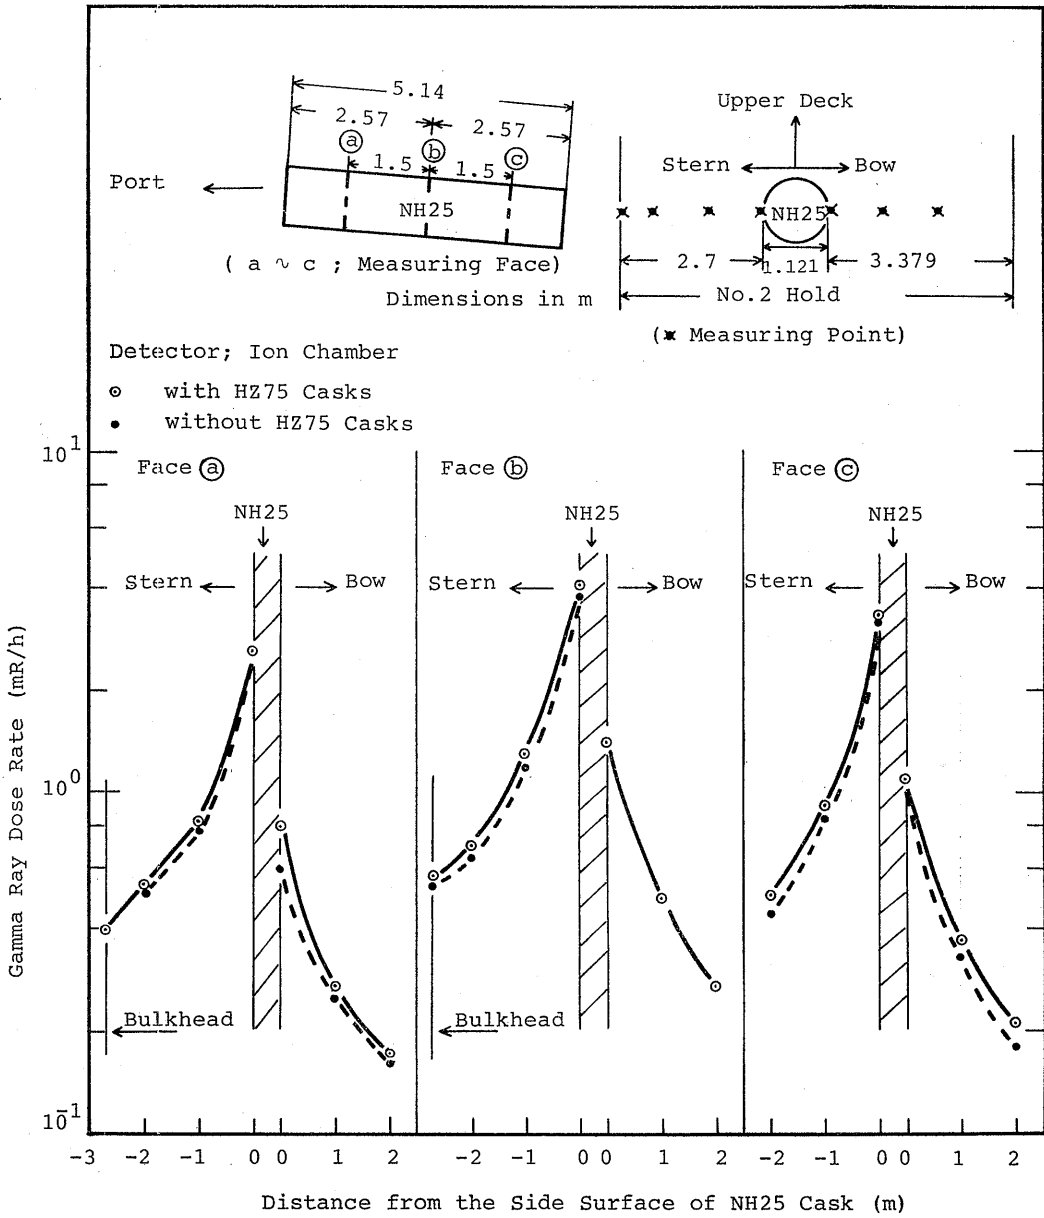 5.14
2.57 2.57
ⓐ ⓑ ⓒ
1.5 1.5
Port
NH25
( a ∿ c ; Measuring Face)
Dimensions in m
Upper Deck
Stern Bow
NH25
2.7 1.121 3.379
No.2 Hold
(✱ Measuring Point)
Detector; Ion Chamber
⊙ with HZ75 Casks
• without HZ75 Casks
Gamma Ray Dose Rate (mR/h)
10¹
10⁰
10⁻¹
Face ⓐ
NH25
Stern Bow
Bulkhead
Face ⓑ
NH25
Stern Bow
Bulkhead
Face ⓒ
NH25
Stern Bow
-3 -2 -1 0 0 1 2 -2 -1 0 0 1 2 -2 -1 0 0 1 2
Distance from the Side Surface of NH25 Cask (m)